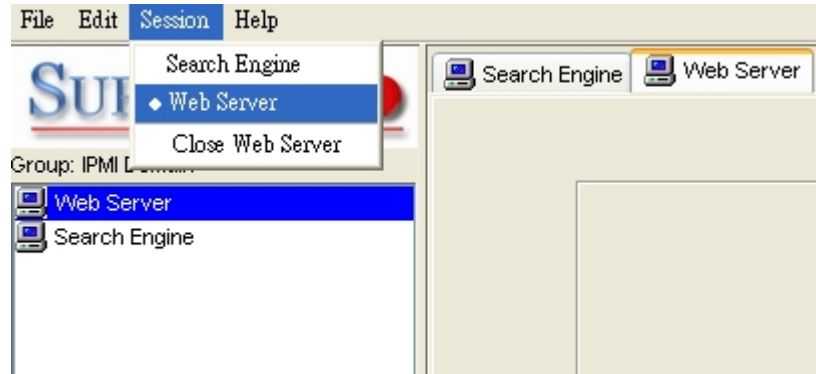 File Edit Session Help
Search Engine
Web Server
Close Web Server
Search Engine Web Server
Group: IPMI
Web Server
Search Engine